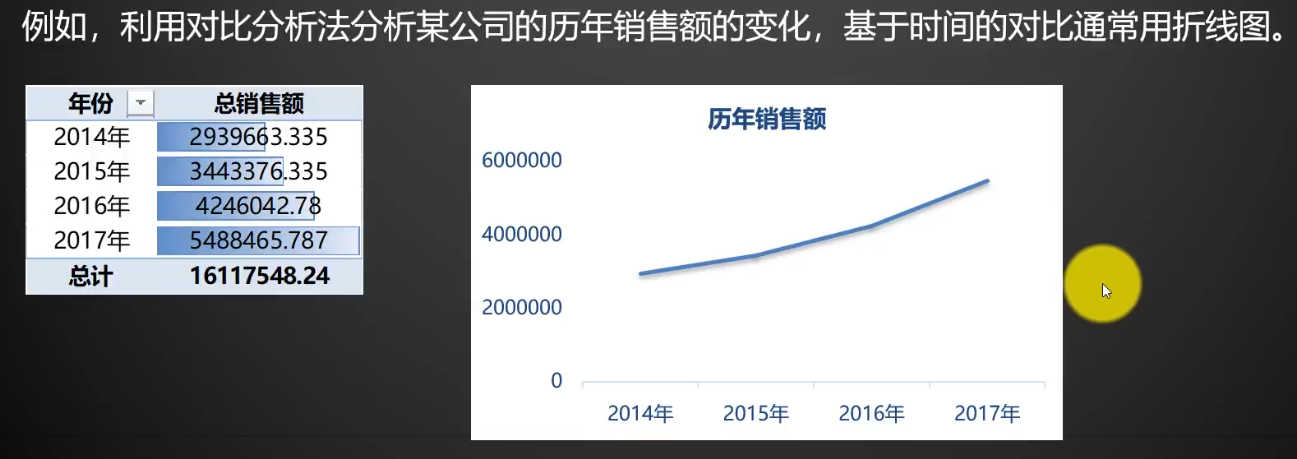 例如，利用对比分析法分析某公司的历年销售额的变化，基于时间的对比通常用折线图。
年份 总销售额
2014年 2939663.335
2015年 3443376.335
2016年 4246042.78
2017年 5488465.787
总计 16117548.24
历年销售额
6000000
4000000
2000000
0
2014年 2015年 2016年 2017年